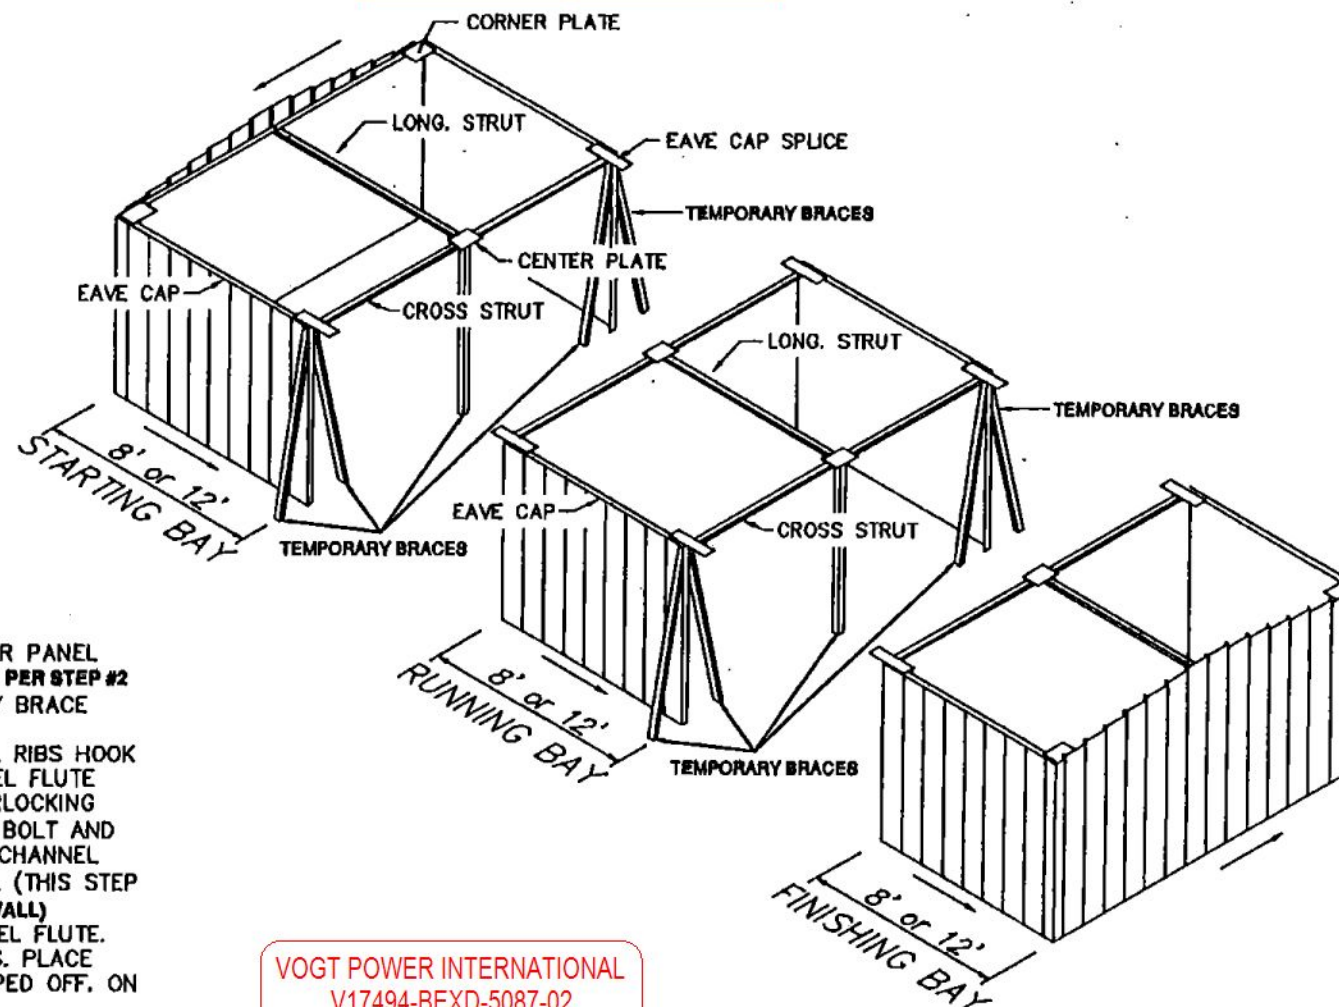 CORNER PLATE
LONG. STRUT
EAVE CAP SPLICE
TEMPORARY BRACES
CENTER PLATE
EAVE CAP
CROSS STRUT
8' or 12'
STARTING BAY
TEMPORARY BRACES
LONG. STRUT
TEMPORARY BRACES
EAVE CAP
CROSS STRUT
8' or 12'
RUNNING BAY
TEMPORARY BRACES
8' or 12'
FINISHING BAY
R PANEL
PER STEP #2
Y BRACE
RIBS HOOK
EL FLUTE
RLOCKING
BOLT AND
CHANNEL
(THIS STEP
WALL)
EL FLUTE.
S. PLACE
PED OFF. ON
VOGT POWER INTERNATIONAL
V17494-BEXD-5087-02